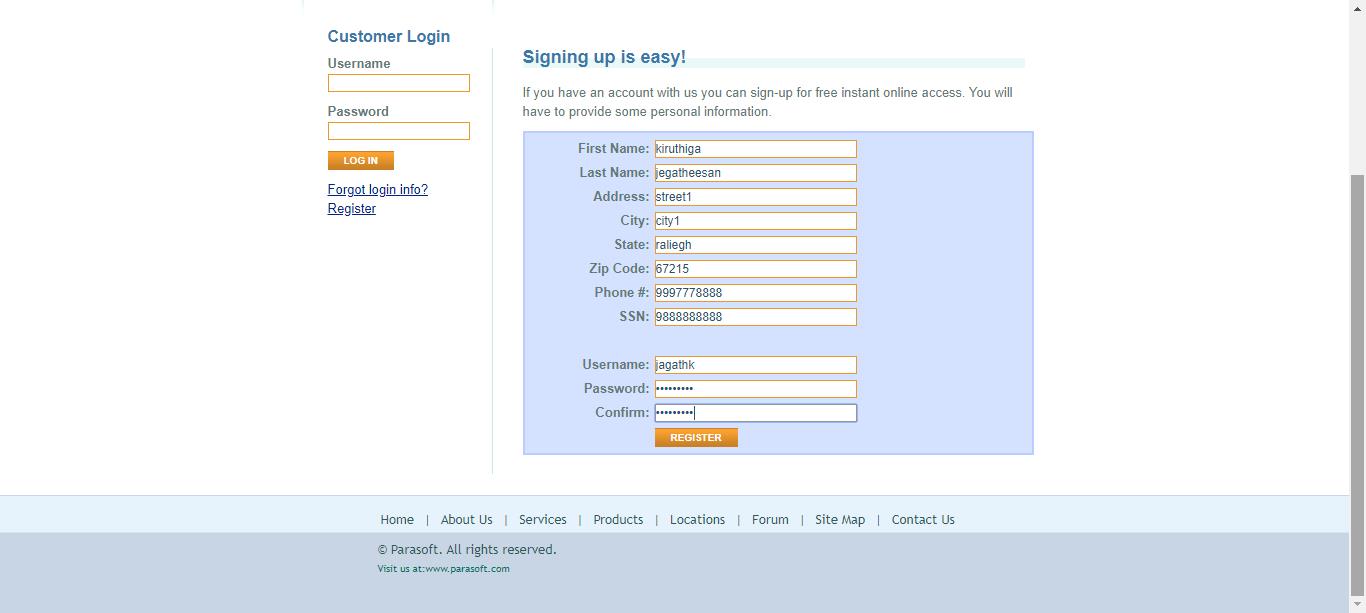 Customer Login
Username
Password
LOG IN
Forgot login info?
Register
Signing up is easy!
If you have an account with us you can sign-up for free instant online access. You will
have to provide some personal information.
First Name: kiruthiga
Last Name: jegatheesan
Address: street1
City: city1
State: raliegh
Zip Code: 67215
Phone #: 9997778888
SSN: 9888888888
Username: jagathk
Password: •••••••••
Confirm: •••••••••
REGISTER
Home | About Us | Services | Products | Locations | Forum | Site Map | Contact Us
© Parasoft. All rights reserved.
Visit us at:www.parasoft.com